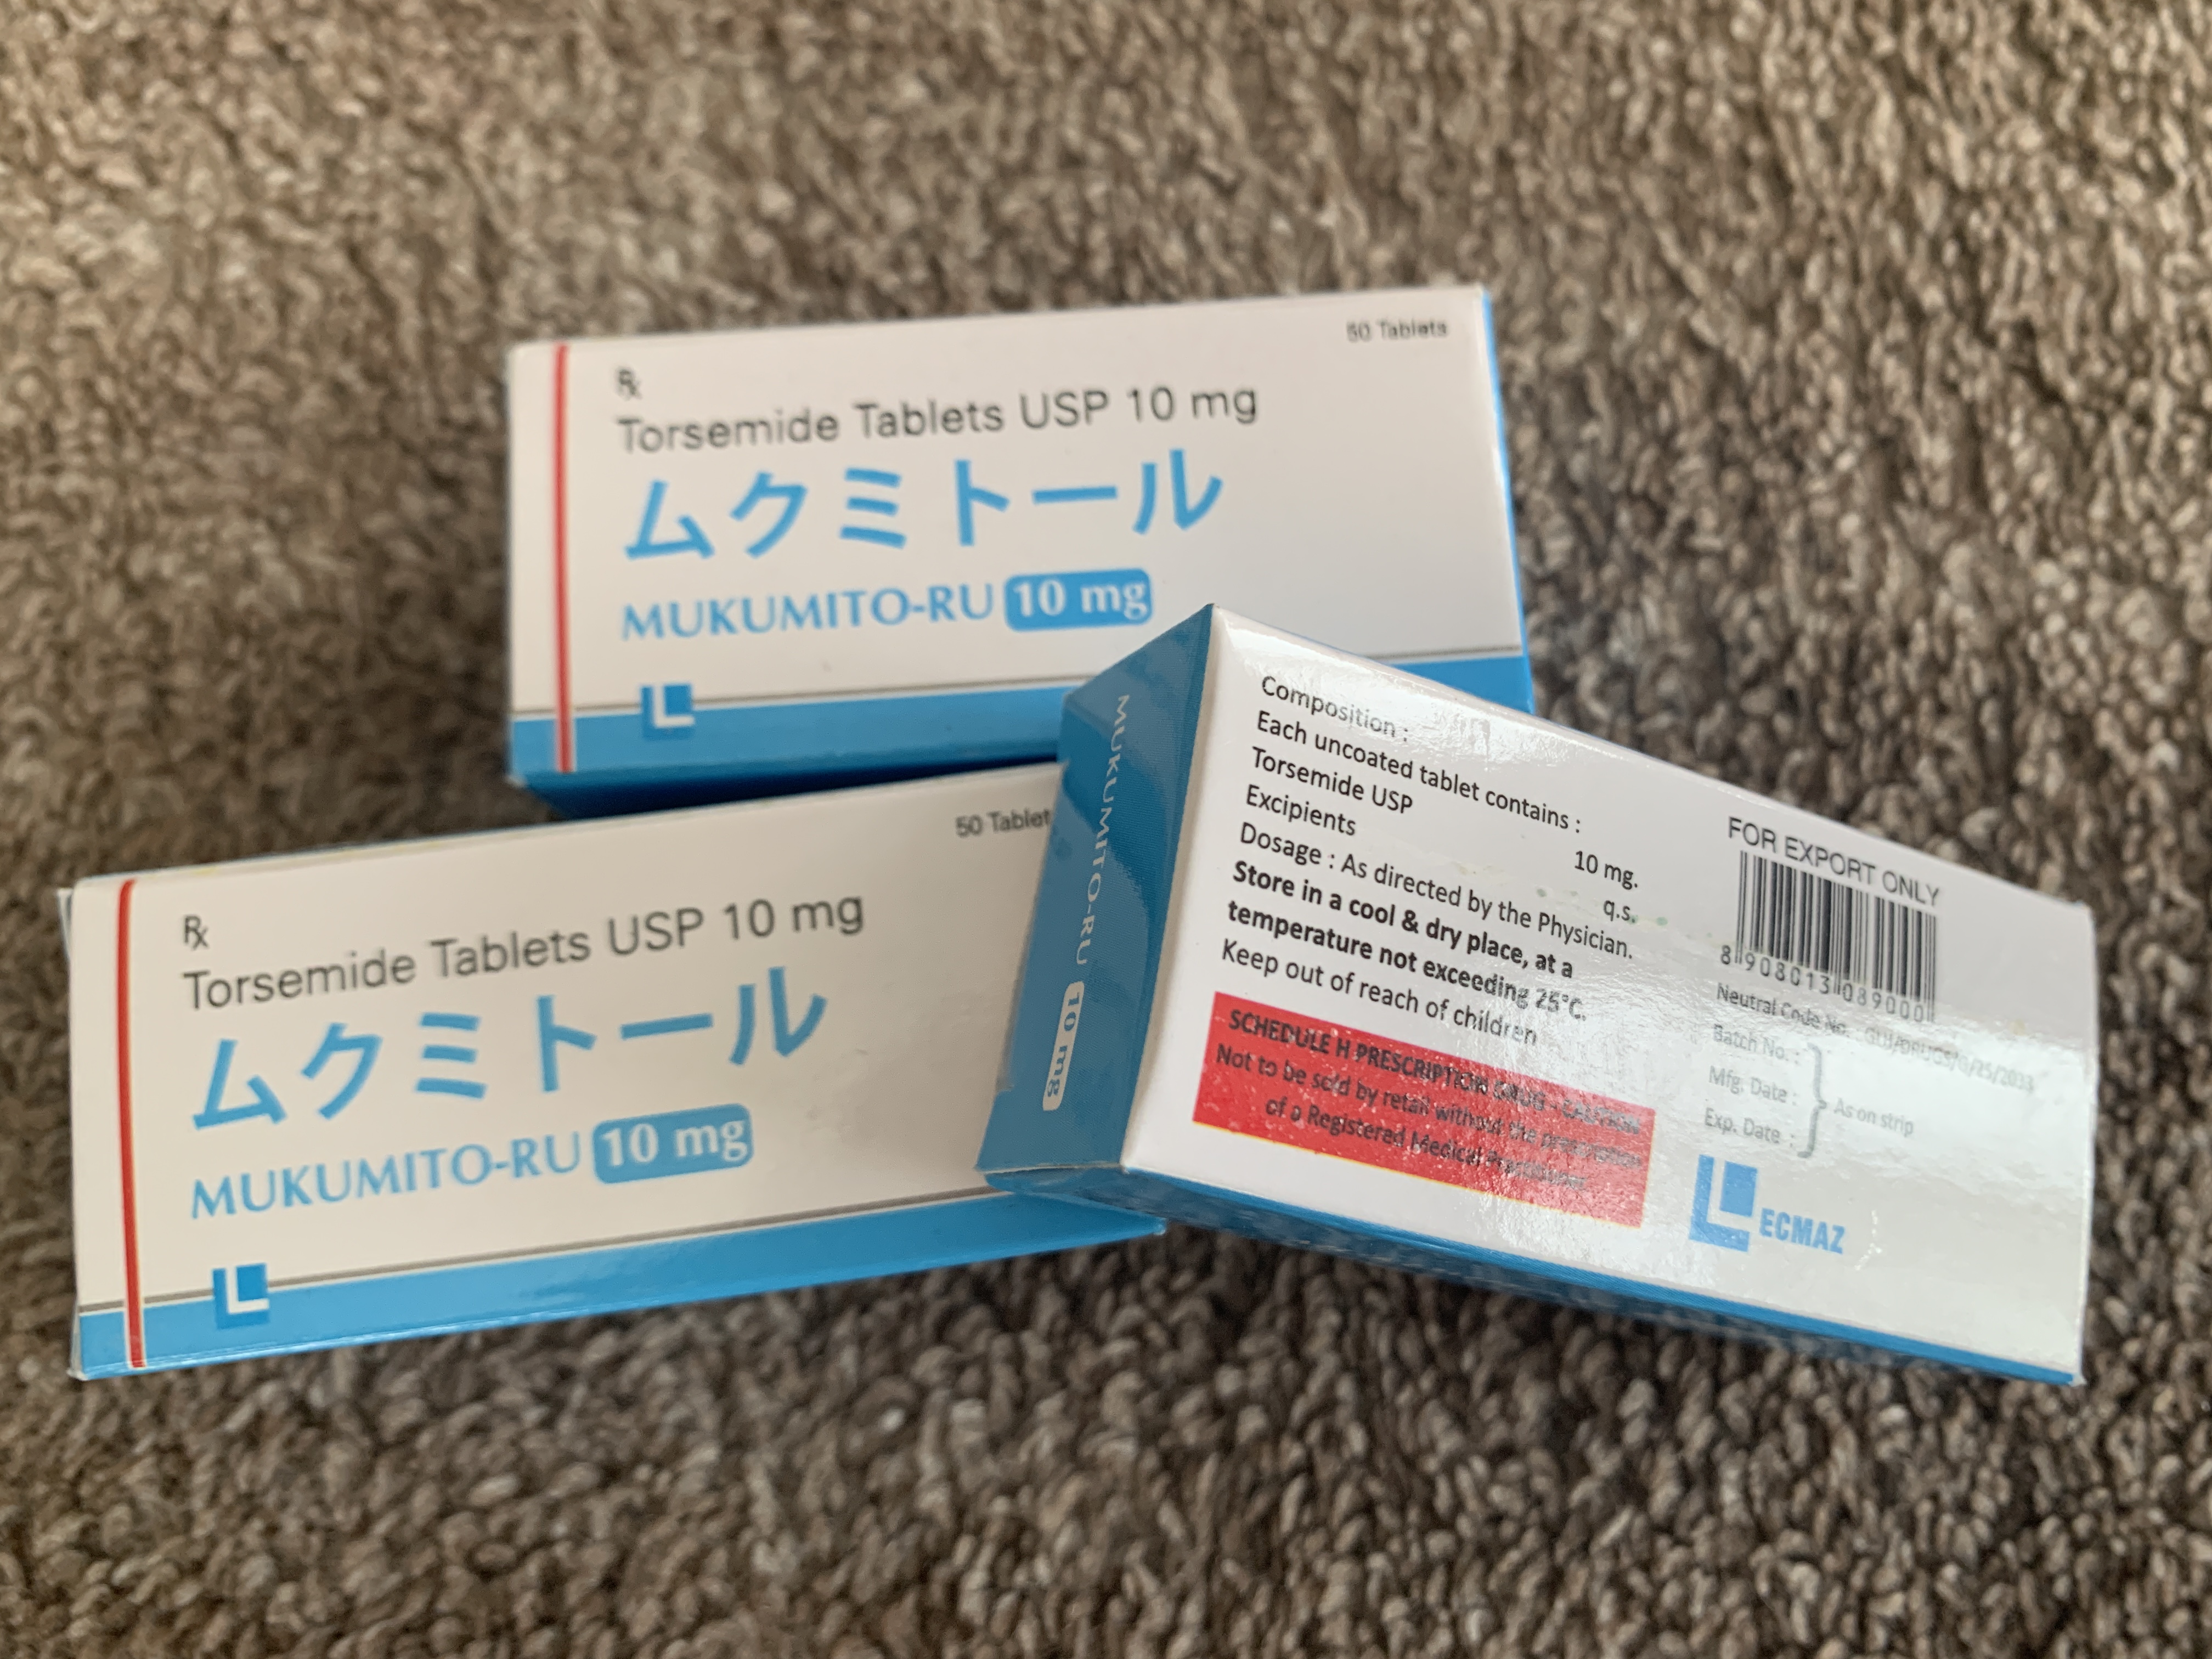 50 Tablets
Rx
Torsemide Tablets USP 10 mg
ムクミトール
MUKUMITO-RU 10 mg
L
50 Tablet
Rx
Torsemide Tablets USP 10 mg
ムクミトール
MUKUMITO-RU 10 mg
L
MUKUMITO-RU 10 mg
Composition :
Each uncoated tablet contains :
Torsemide USP 10 mg.
Excipients q.s.
Dosage : As directed by the Physician.
Store in a cool & dry place, at a
temperature not exceeding 25°C.
Keep out of reach of children
SCHEDULE H PRESCRIPTION DRUG - CAUTION
Not to be sold by retail without the prescription
of a Registered Medical Practitioner
FOR EXPORT ONLY
8 908013 089000
Neutral Code No.
Batch No. :
Mfg. Date :
Exp. Date :
As on strip
LECMAZ